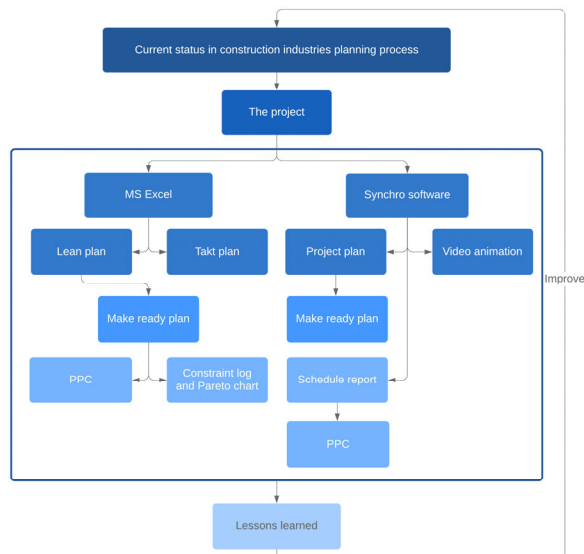 Current status in construction industries planning process
The project
MS Excel
Synchro software
Lean plan
Takt plan
Project plan
Video animation
Improve
Make ready plan
Make ready plan
PPC
Constraint log
and Pareto chart
Schedule report
PPC
Lessons learned